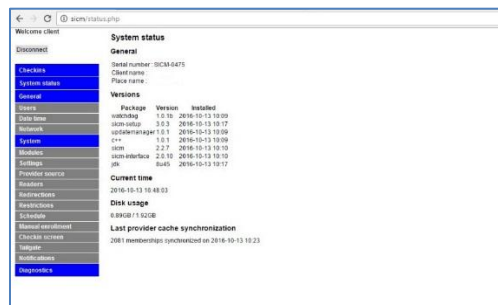 sicm/status.php
Welcome client
Disconnect
Checkins
System status
General
Users
Date time
Network
System
Modules
Settings
Provider source
Readers
Redirections
Restrictions
Schedule
Manual enrollment
Checkin screen
Tailgate
Notifications
Diagnostics
System status
General
Serial number : SICM-6475
Client name :
Place name :
Versions
Package Version Installed
watchdog 1.0.1b 2016-10-13 10:09
sicm-setup 3.0.3 2016-10-13 10:17
updatemanager 1.0.1 2016-10-13 10:09
c++ 1.0.1 2016-10-13 10:09
sicm 2.2.7 2016-10-13 10:10
sicm-interface 2.0.10 2016-10-13 10:10
jdk 8u45 2016-10-13 10:17
Current time
2016-10-13 10:48:03
Disk usage
0.89GB / 1.92GB
Last provider cache synchronization
2061 memberships synchronized on 2016-10-13 10:23